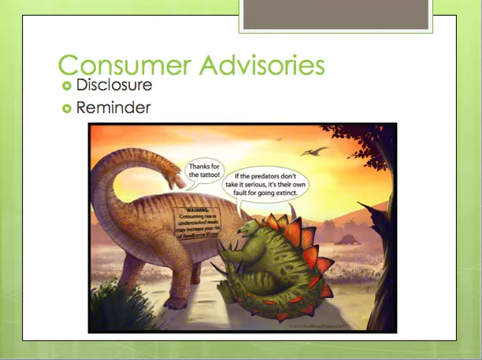 Consumer Advisories
Disclosure
Reminder
Thanks for
the tattoo!
If the predators don't
take it serious, it's their own
fault for going extinct.
WARNING:
Consuming raw or
undercooked meats
may increase your risk
of foodborne illness